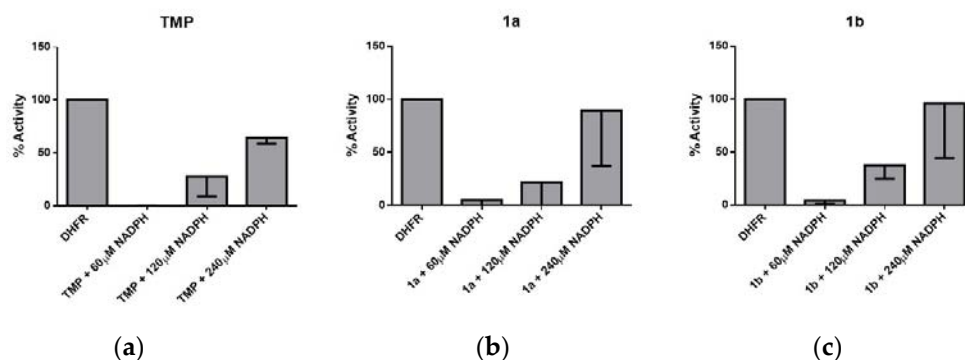 TMP
150
100
50
0
% Activity
DHFR
TMP + 60μM NADPH
TMP + 120μM NADPH
TMP + 240μM NADPH
(a)
1a
150
100
50
0
% Activity
DHFR
1a + 60μM NADPH
1a + 120μM NADPH
1a + 240μM NADPH
(b)
1b
150
100
50
0
% Activity
DHFR
1b + 60μM NADPH
1b + 120μM NADPH
1b + 240μM NADPH
(c)